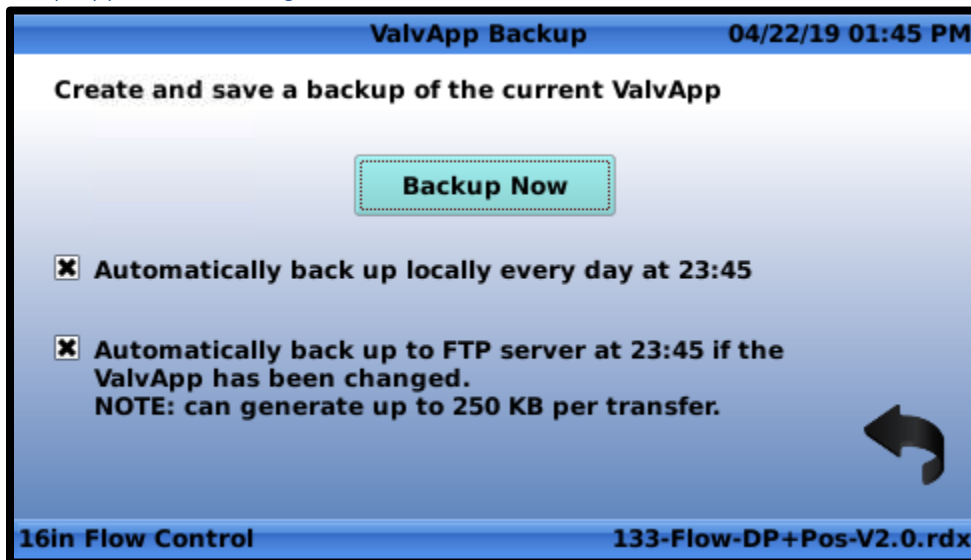 ValvApp Backup 04/22/19 01:45 PM
Create and save a backup of the current ValvApp
Backup Now
Automatically back up locally every day at 23:45
Automatically back up to FTP server at 23:45 if the
ValvApp has been changed.
NOTE: can generate up to 250 KB per transfer.
16in Flow Control 133-Flow-DP+Pos-V2.0.rdx